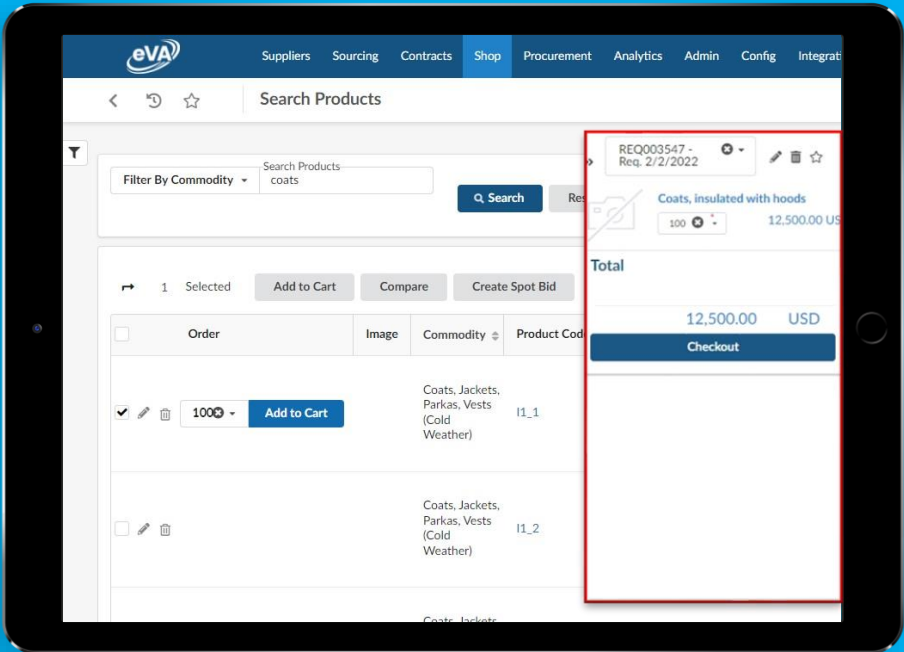 eVA
Suppliers Sourcing Contracts Shop Procurement Analytics Admin Config Integrati
Search Products
Search Products
Filter By Commodity coats
Search Res
REQ003547 -
Req. 2/2/2022
Coats, insulated with hoods
100 * 12,500.00 US
Total
12,500.00 USD
Checkout
1 Selected Add to Cart Compare Create Spot Bid
Order Image Commodity Product Code
100 Add to Cart
Coats, Jackets,
Parkas, Vests
(Cold
Weather)
I1_1
Coats, Jackets,
Parkas, Vests
(Cold
Weather)
I1_2
Coats, Jackets,